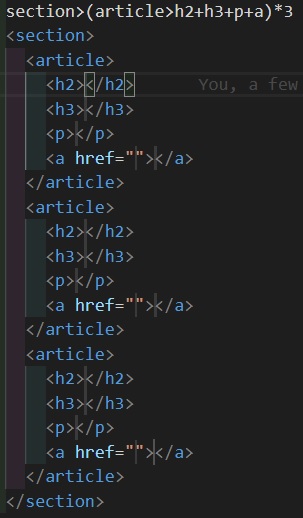 section>(article>h2+h3+p+a)*3
<section>
<article>
<h2></h2> You, a few
<h3></h3>
<p></p>
<a href=""></a>
</article>
<article>
<h2></h2>
<h3></h3>
<p></p>
<a href=""></a>
</article>
<article>
<h2></h2>
<h3></h3>
<p></p>
<a href=""></a>
</article>
</section>